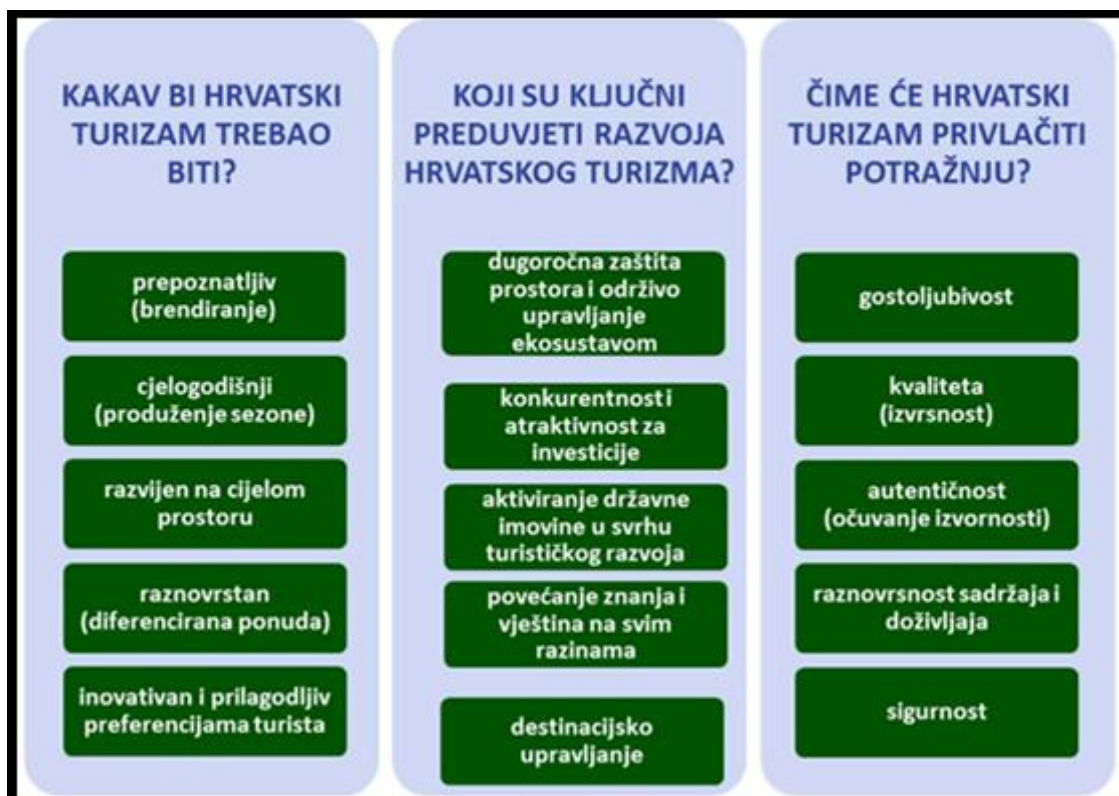 KAKAV BI HRVATSKI
TURIZAM TREBAO
BITI?
prepoznatljiv
(brendiranje)
cjelogodišnji
(produženje sezone)
razvijen na cijelom
prostoru
raznovrstan
(diferencirana ponuda)
inovativan i prilagodljiv
preferencijama turista
KOJI SU KLJUČNI
PREDUVJETI RAZVOJA
HRVATSKOG TURIZMA?
dugoročna zaštita
prostora i održivo
upravljanje
ekosustavom
konkurentnost i
atraktivnost za
investicije
aktiviranje državne
imovine u svrhu
turističkog razvoja
povećanje znanja i
vještina na svim
razinama
destinacijsko
upravljanje
ČIME ĆE HRVATSKI
TURIZAM PRIVLAČITI
POTRAŽNJU?
gostoljubivost
kvaliteta
(izvrsnost)
autentičnost
(očuvanje izvornosti)
raznovrsnost sadržaja i
doživljaja
sigurnost